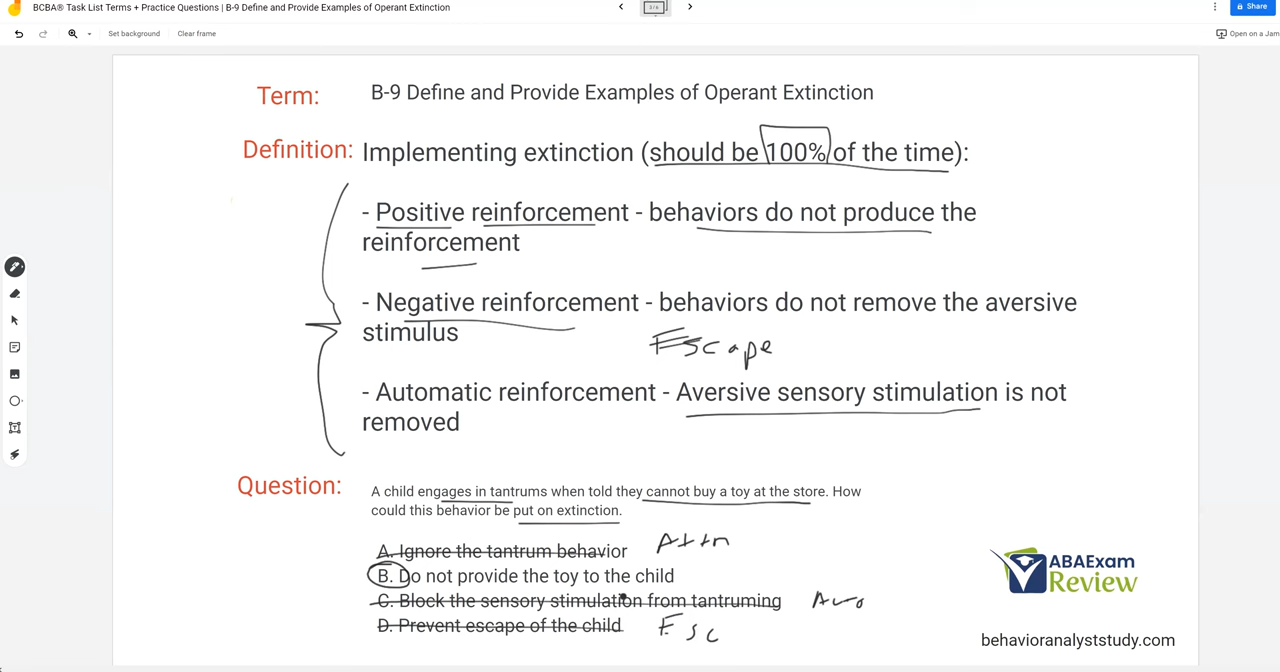 BCBA® Task List Terms + Practice Questions | B-9 Define and Provide Examples of Operant Extinction
3 / 6
Share
Set background
Clear frame
Open on a Jam
Term:
B-9 Define and Provide Examples of Operant Extinction
Definition:
Implementing extinction (should be 100% of the time):
- Positive reinforcement - behaviors do not produce the
reinforcement
- Negative reinforcement - behaviors do not remove the aversive
stimulus
Escape
- Automatic reinforcement - Aversive sensory stimulation is not
removed
Question:
A child engages in tantrums when told they cannot buy a toy at the store. How
could this behavior be put on extinction.
A. Ignore the tantrum behavior
Attn
B. Do not provide the toy to the child
C. Block the sensory stimulation from tantruming
D. Prevent escape of the child
Esc
ABAExam
Review
behavioranalyststudy.com